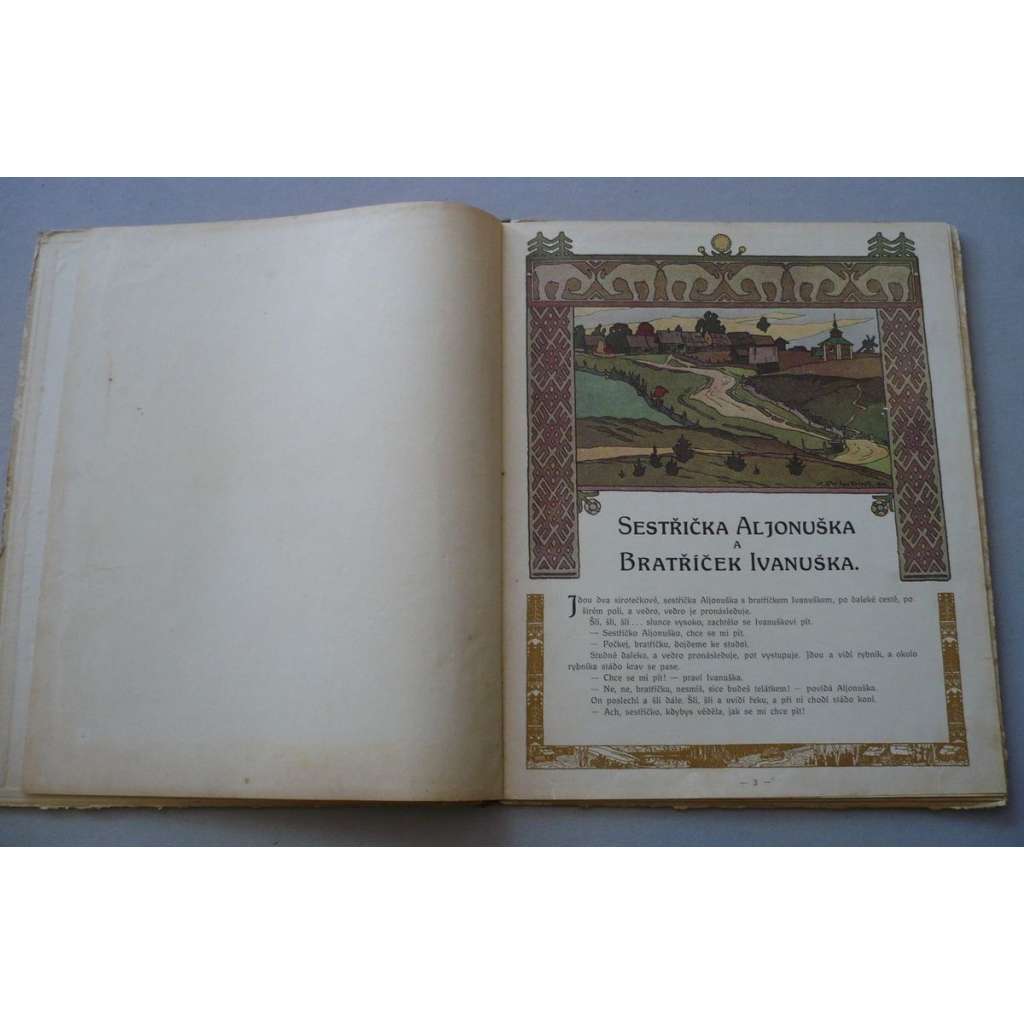 SESTŘIČKA ALJONUŠKA
A
BRATŘÍČEK IVANUŠKA.
Jdou dva sirotečkové, sestřička Aljonuška s bratříčkem Ivanuškem, po daleké cestě, po
širém poli, a vedro, vedro je pronásleduje.
Šli, šli, šli... slunce vysoko, zachtělo se Ivanuškovi pít.
— Sestřičko Aljonuško, chce se mi pít.
— Počkej, bratříčku, dojdeme ke studni.
Studně daleko, a vedro pronásleduje, pot vystupuje. Jdou a vidí rybník, a okolo
rybníka stádo krav se pase.
— Chce se mi pít! — praví Ivanuška.
— Ne, ne, bratříčku, nesmíš, sice budeš telátkem! — povídá Aljonuška.
On poslechl a šli dále. Šli, šli a uvidí řeku, a při ní chodí stádo koní.
— Ach, sestřičko, kdybys věděla, jak se mi chce pít!
— 3 —